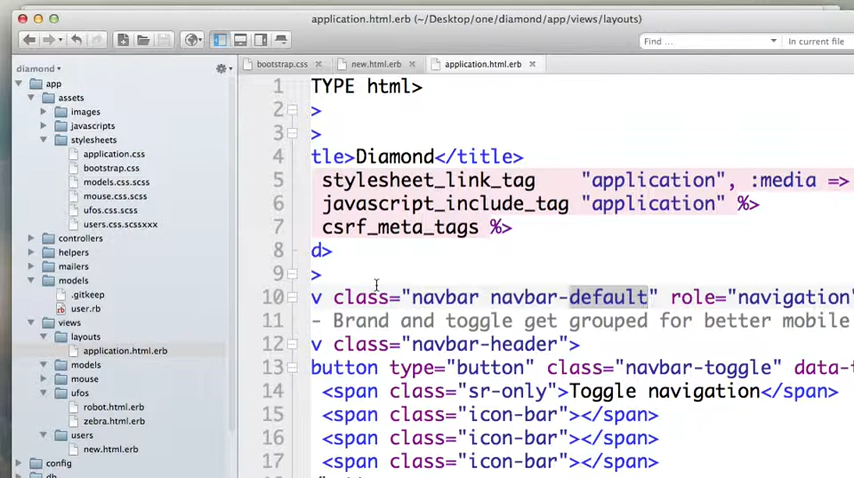 application.html.erb (~/Desktop/one/diamond/app/views/layouts)
Find ...
In current file
diamond
bootstrap.css
new.html.erb
application.html.erb
app
assets
images
javascripts
stylesheets
application.css
bootstrap.css
models.css.scss
mouse.css.scss
ufos.css.scss
users.css.scssxxx
controllers
helpers
mailers
models
.gitkeep
user.rb
views
layouts
application.html.erb
models
mouse
ufos
robot.html.erb
zebra.html.erb
users
new.html.erb
config
db
1 TYPE html>
2 >
3 >
4 tle>Diamond</title>
5 stylesheet_link_tag "application", :media =>
6 javascript_include_tag "application" %>
7 csrf_meta_tags %>
8 d>
9 >
10 v class="navbar navbar-default" role="navigation"
11 - Brand and toggle get grouped for better mobile
12 v class="navbar-header">
13 button type="button" class="navbar-toggle" data-t
14 <span class="sr-only">Toggle navigation</span>
15 <span class="icon-bar"></span>
16 <span class="icon-bar"></span>
17 <span class="icon-bar"></span>